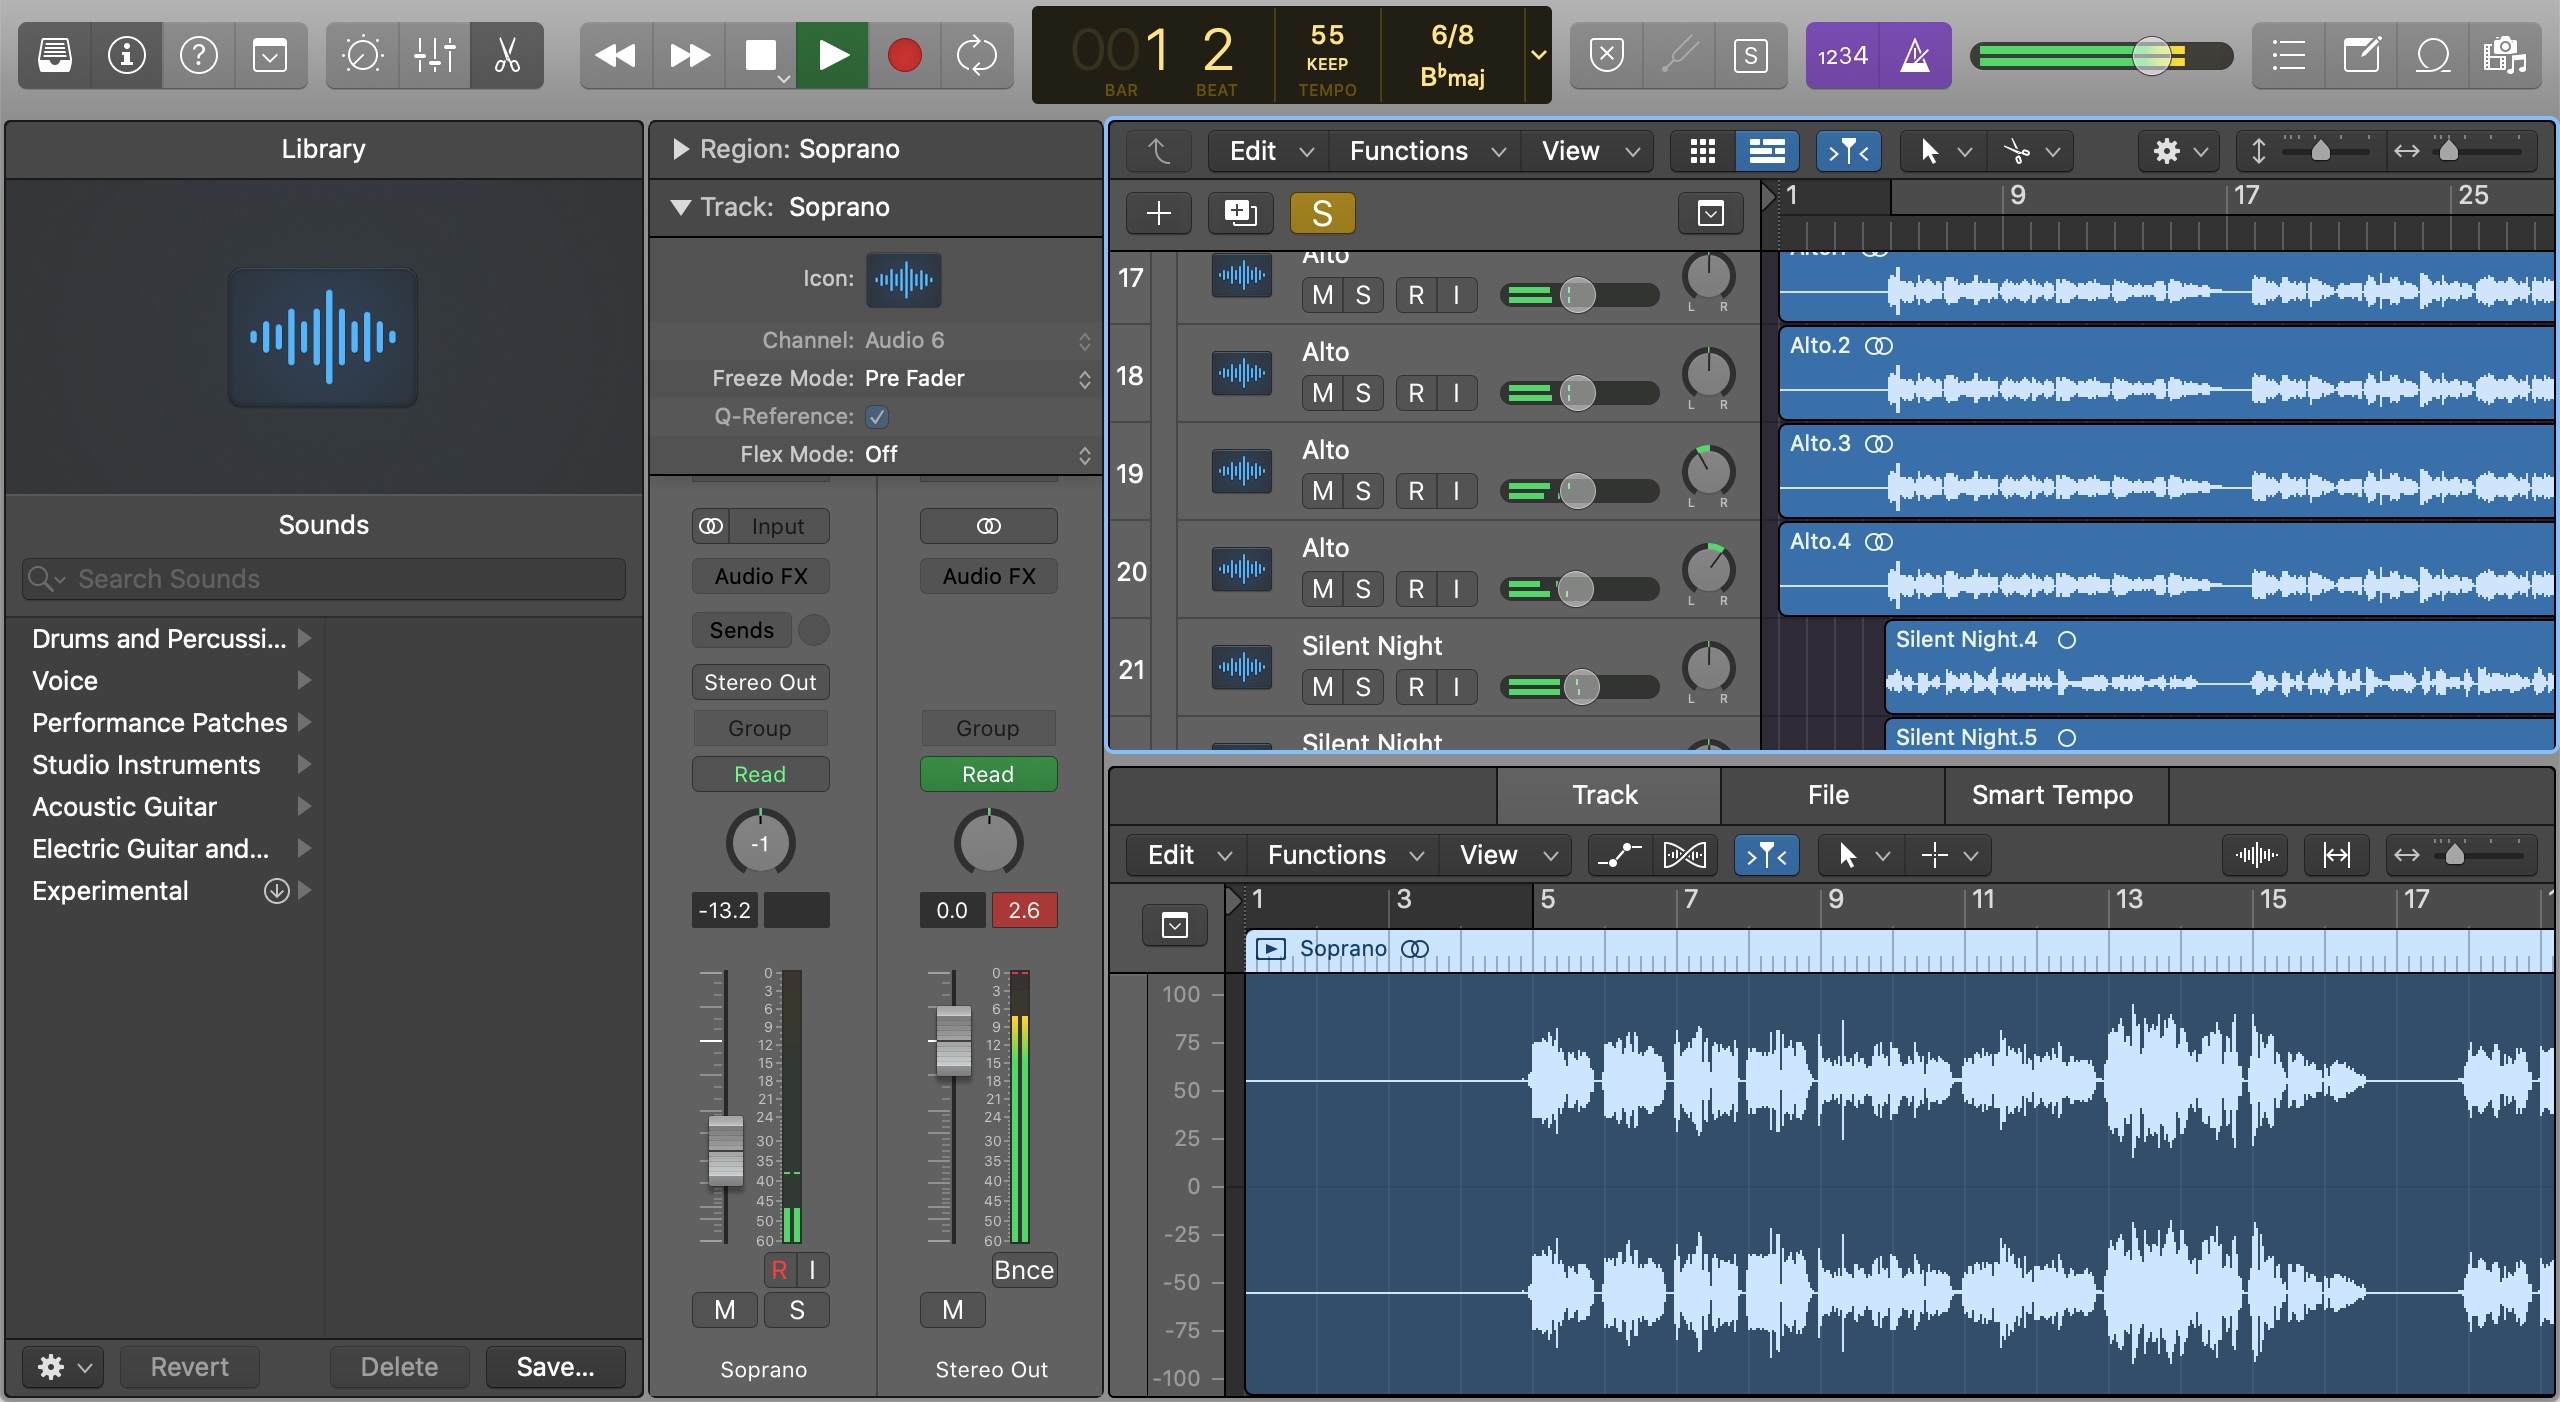 001 2
BAR BEAT
55
KEEP
TEMPO
6/8
B♭maj
S
1234
Library
Sounds
Search Sounds
Drums and Percussi...
Voice
Performance Patches
Studio Instruments
Acoustic Guitar
Electric Guitar and...
Experimental
Revert Delete Save...
Region: Soprano
Track: Soprano
Icon:
Channel: Audio 6
Freeze Mode: Pre Fader
Q-Reference:
Flex Mode: Off
Input
Audio FX Audio FX
Sends
Stereo Out
Group Group
Read Read
-1
-13.2 0.0 2.6
0 0
3 3
6 6
9 9
12 12
15 15
18 18
21 21
24 24
30 30
35 35
40 40
45 45
50 50
60 60
R I Bnce
M S M
Soprano Stereo Out
Edit Functions View
S
1 9 17 25
17 Alto
M S R I L R
Alto.1
18 Alto
M S R I L R
Alto.2
19 Alto
M S R I L R
Alto.3
20 Alto
M S R I L R
Alto.4
21 Silent Night
M S R I L R
Silent Night.4
Silent Night
Silent Night.5
Track File Smart Tempo
Edit Functions View
1 3 5 7 9 11 13 15 17
Soprano
100
75
50
25
0
-25
-50
-75
-100